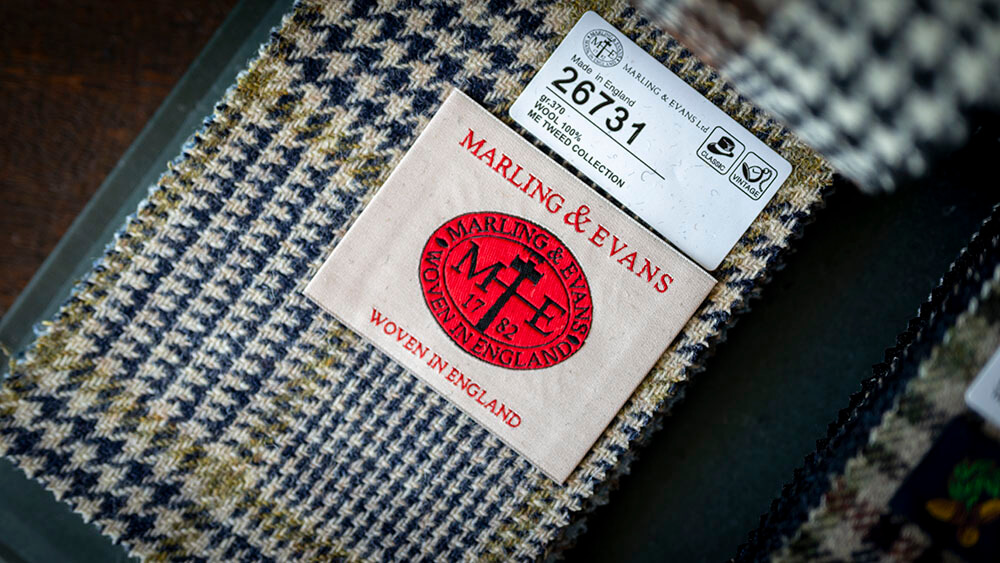 MARLING & EVANS Ltd
Made in England
26731
gr.370
WOOL 100%
ME TWEED COLLECTION
CLASSIC
VINTAGE
MARLING & EVANS
MARLING & EVANS
M E
17 82
WOVEN IN ENGLAND
WOVEN IN ENGLAND